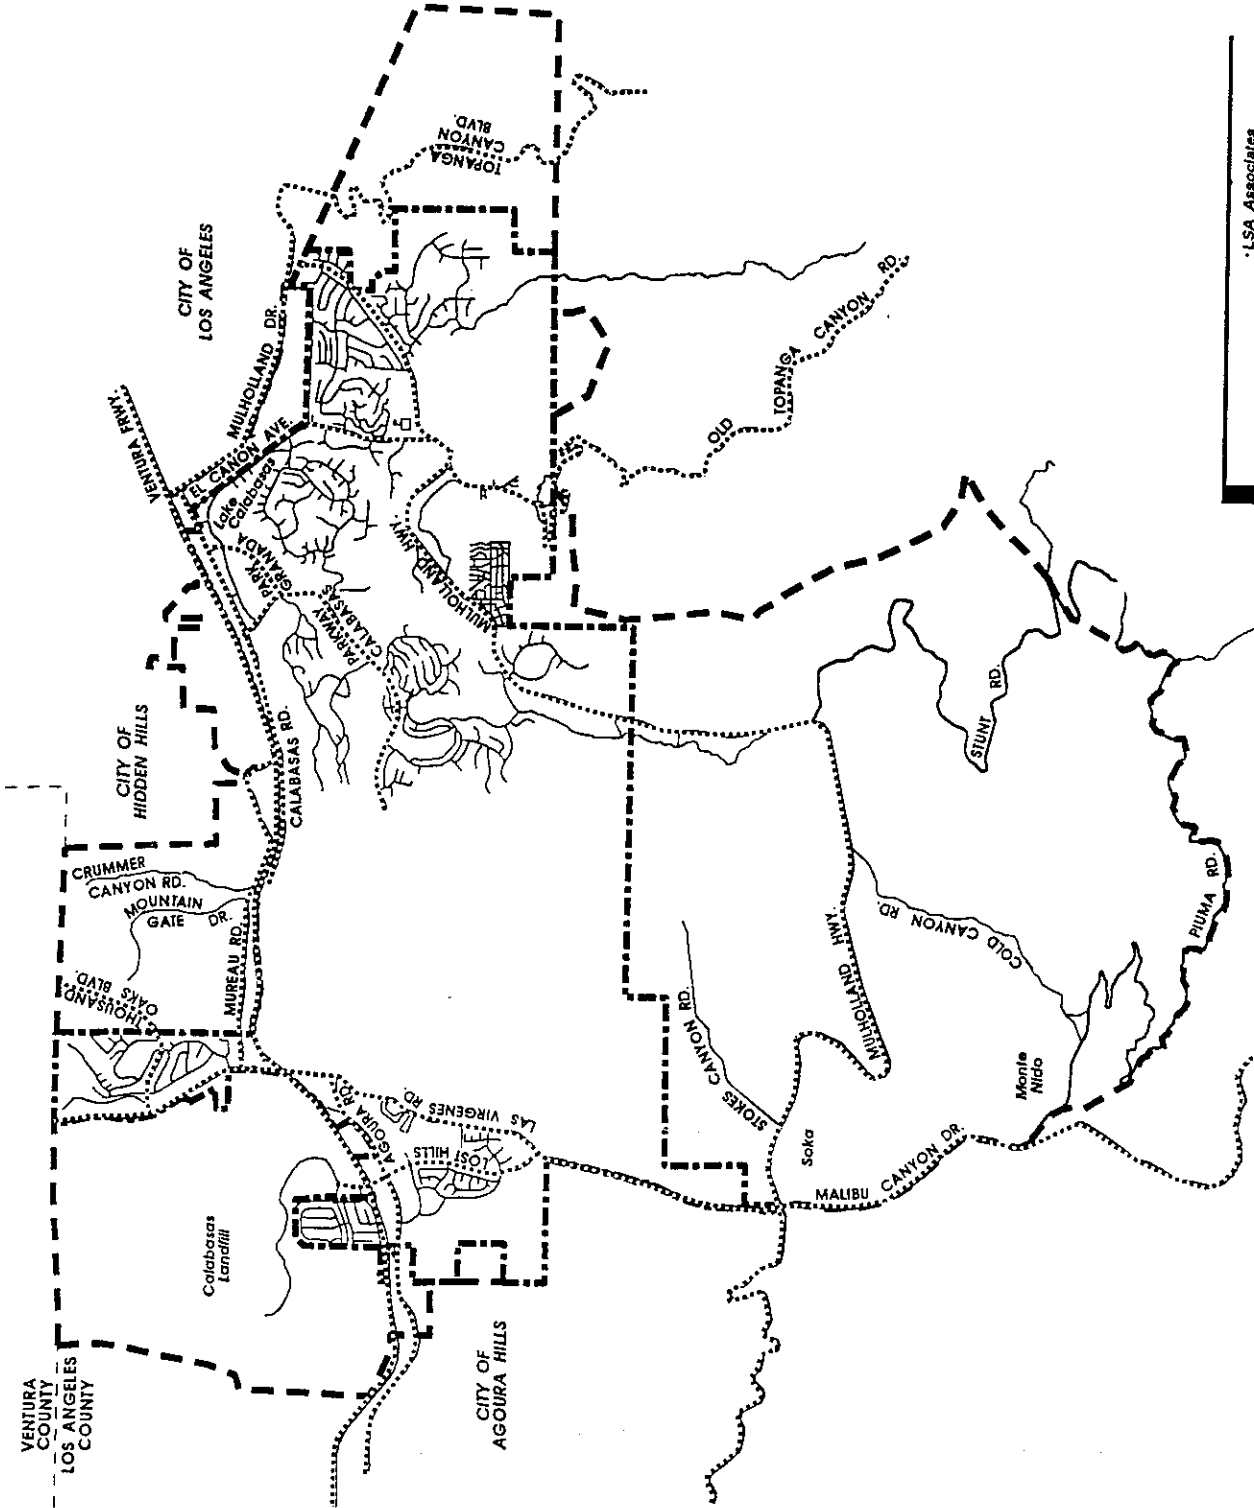 VENTURA
COUNTY
LOS ANGELES
COUNTY
CITY OF
AGOURA HILLS
Calabasas
Landfill
THOUSAND
OAKS BLVD.
CRUMMER
CANYON RD.
MOUNTAIN
GATE DR.
MUREAU RD.
CITY OF
HIDDEN HILLS
CALABASAS RD.
VENTURA FRWY.
CITY OF
LOS ANGELES
MULHOLLAND DR.
EL CANON AVE.
Lake
Calabasas
PARK
GRANADA
PARKWAY
CALABASAS
MULHOLLAND HWY.
TOPANGA
CANYON
BLVD.
OLD TOPANGA CANYON RD.
AGOURA RD.
LAS VIRGENES RD.
LOST HILLS
STOKES CANYON RD.
MULHOLLAND HWY.
Soka
MALIBU CANYON DR.
COLD CANYON RD.
STUNT RD.
Monte
Nido
PIUMA RD.
LSA Associates